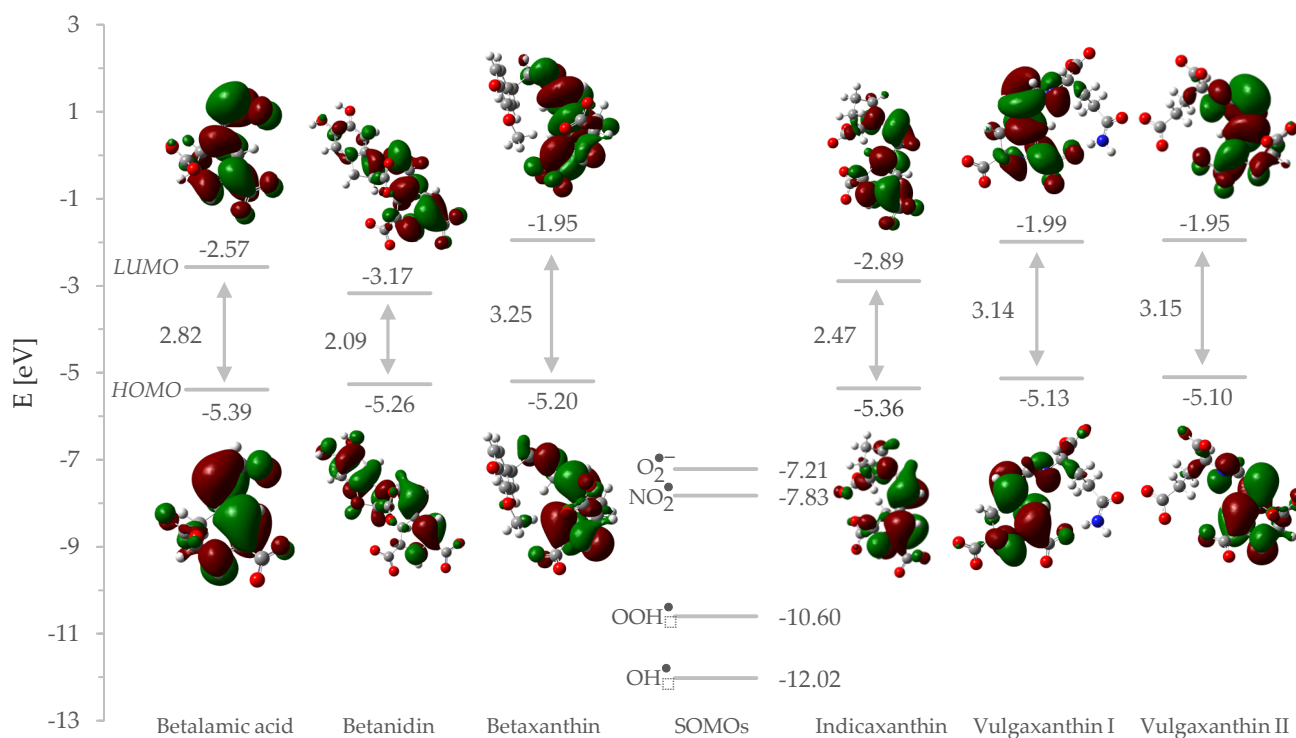 E [eV]
3
1
-1
-3
-5
-7
-9
-11
-13
LUMO
HOMO
-2.57
2.82
-5.39
Betalamic acid
-3.17
2.09
-5.26
Betanidin
-1.95
3.25
-5.20
Betaxanthin
O₂•⁻ -7.21
NO₂• -7.83
OOH• -10.60
OH• -12.02
SOMOs
-2.89
2.47
-5.36
Indicaxanthin
-1.99
3.14
-5.13
Vulgaxanthin I
-1.95
3.15
-5.10
Vulgaxanthin II